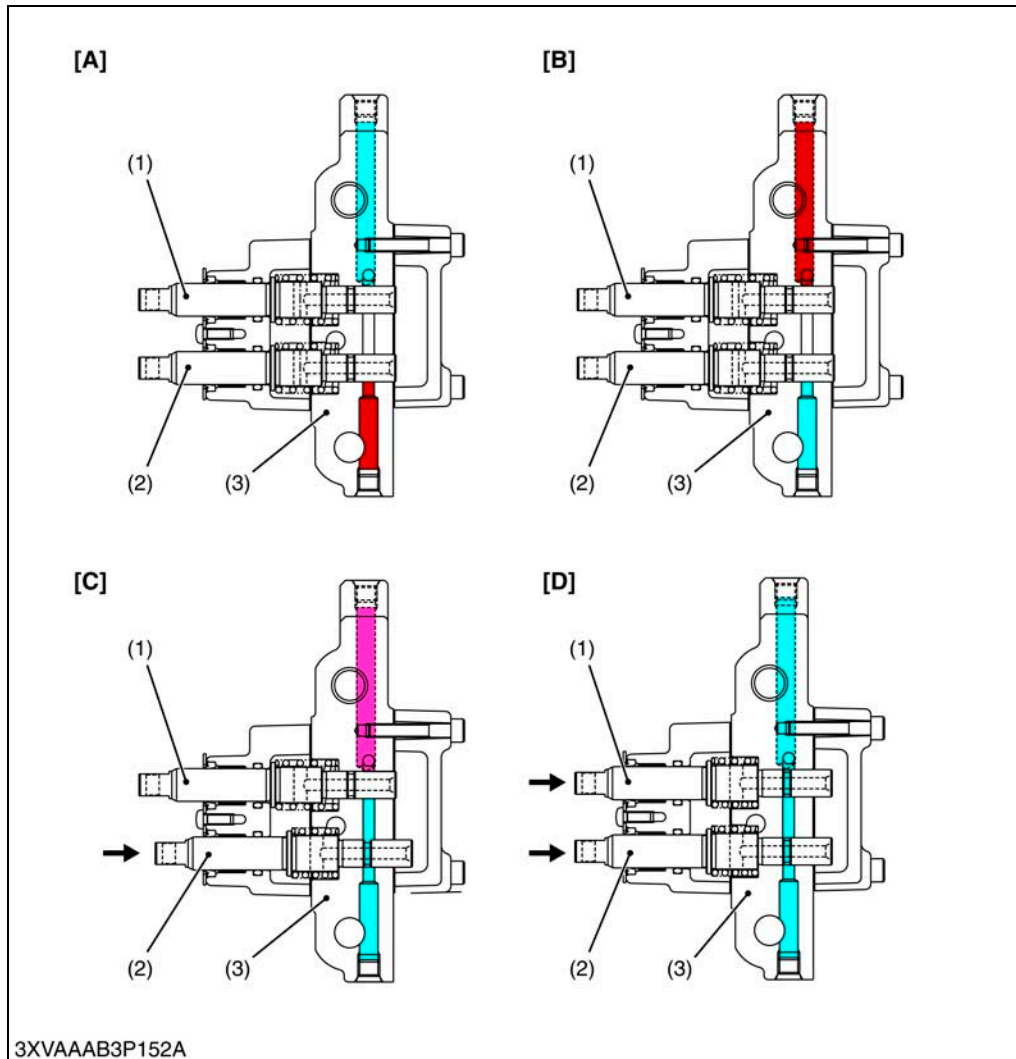 [A] [B]
(1) (1)
(2) (3) (2) (3)
[C] [D]
(1) (1)
(2) (3) (2) (3)
3XVAAAB3P152A